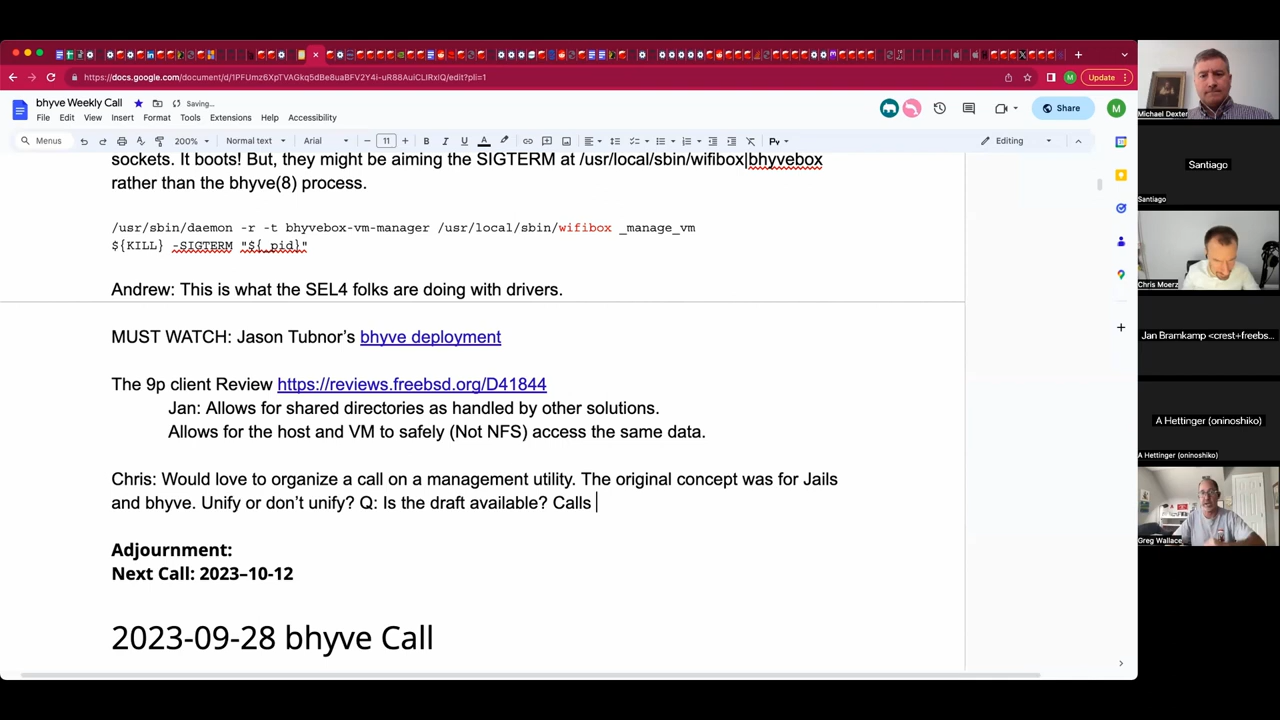 https://docs.google.com/document/d/1PFUmz6XpTVAGkq5dBe8uaBFV2Y4i-uR88AuiCLIRxIQ/edit?pli=1
M
Update
bhyve Weekly Call
Saving...
File Edit View Insert Format Tools Extensions Help Accessibility
Share
M
Menus
200%
Normal text
Arial
11
B I U A
Editing
sockets. It boots! But, they might be aiming the SIGTERM at /usr/local/sbin/wifibox|bhyvebox
rather than the bhyve(8) process.
/usr/sbin/daemon -r -t bhyvebox-vm-manager /usr/local/sbin/wifibox _manage_vm
${KILL} -SIGTERM "${_pid}"
Andrew: This is what the SEL4 folks are doing with drivers.
MUST WATCH: Jason Tubnor’s bhyve deployment
The 9p client Review https://reviews.freebsd.org/D41844
Jan: Allows for shared directories as handled by other solutions.
Allows for the host and VM to safely (Not NFS) access the same data.
Chris: Would love to organize a call on a management utility. The original concept was for Jails
and bhyve. Unify or don’t unify? Q: Is the draft available? Calls
Adjournment:
Next Call: 2023–10-12
2023-09-28 bhyve Call
Michael Dexter
Santiago
Santiago
Chris Moerz
Jan Bramkamp <crest+freebs...
A Hettinger (oninoshiko)
A Hettinger (oninoshiko)
Greg Wallace